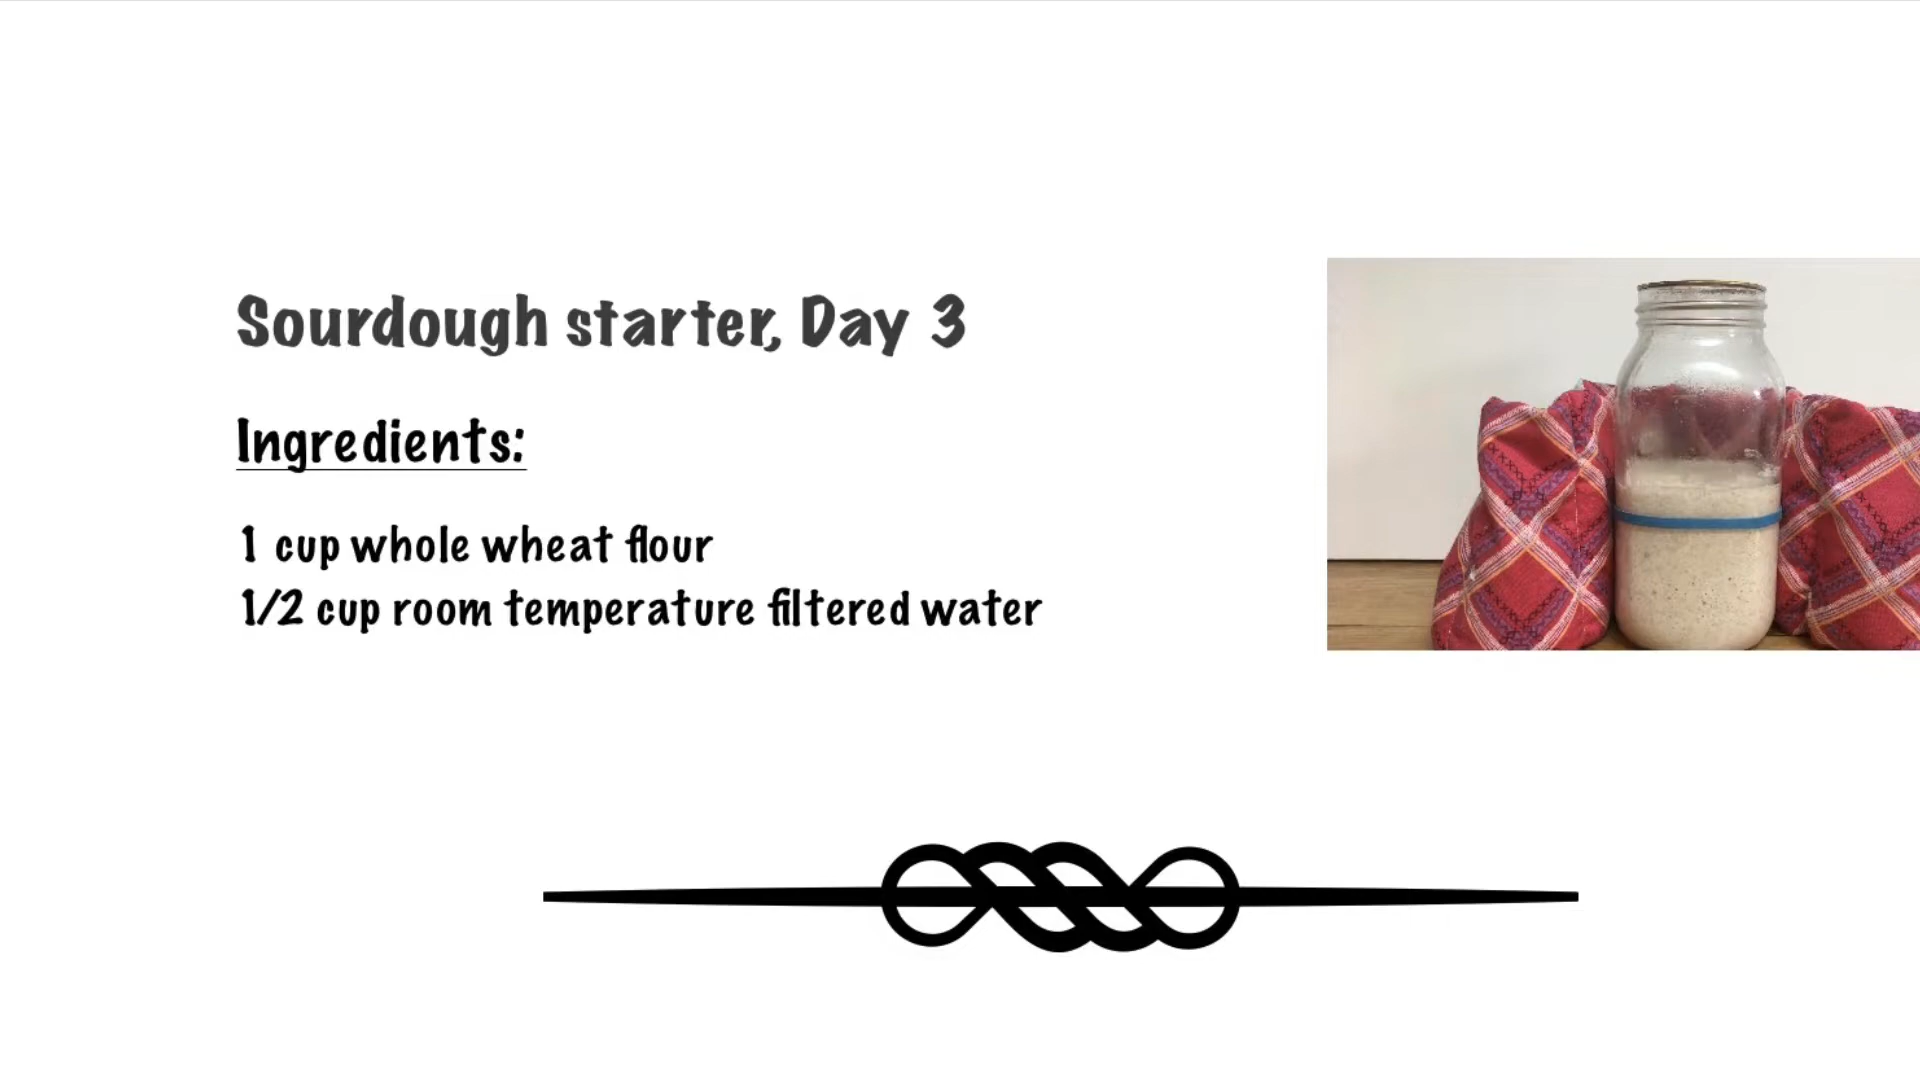 Sourdough starter, Day 3
Ingredients:
1 cup whole wheat flour
1/2 cup room temperature filtered water